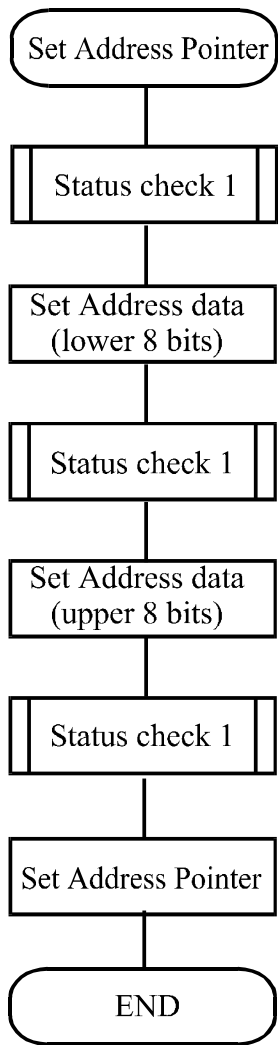 Set Address Pointer
Status check 1
Set Address data
(lower 8 bits)
Status check 1
Set Address data
(upper 8 bits)
Status check 1
Set Address Pointer
END